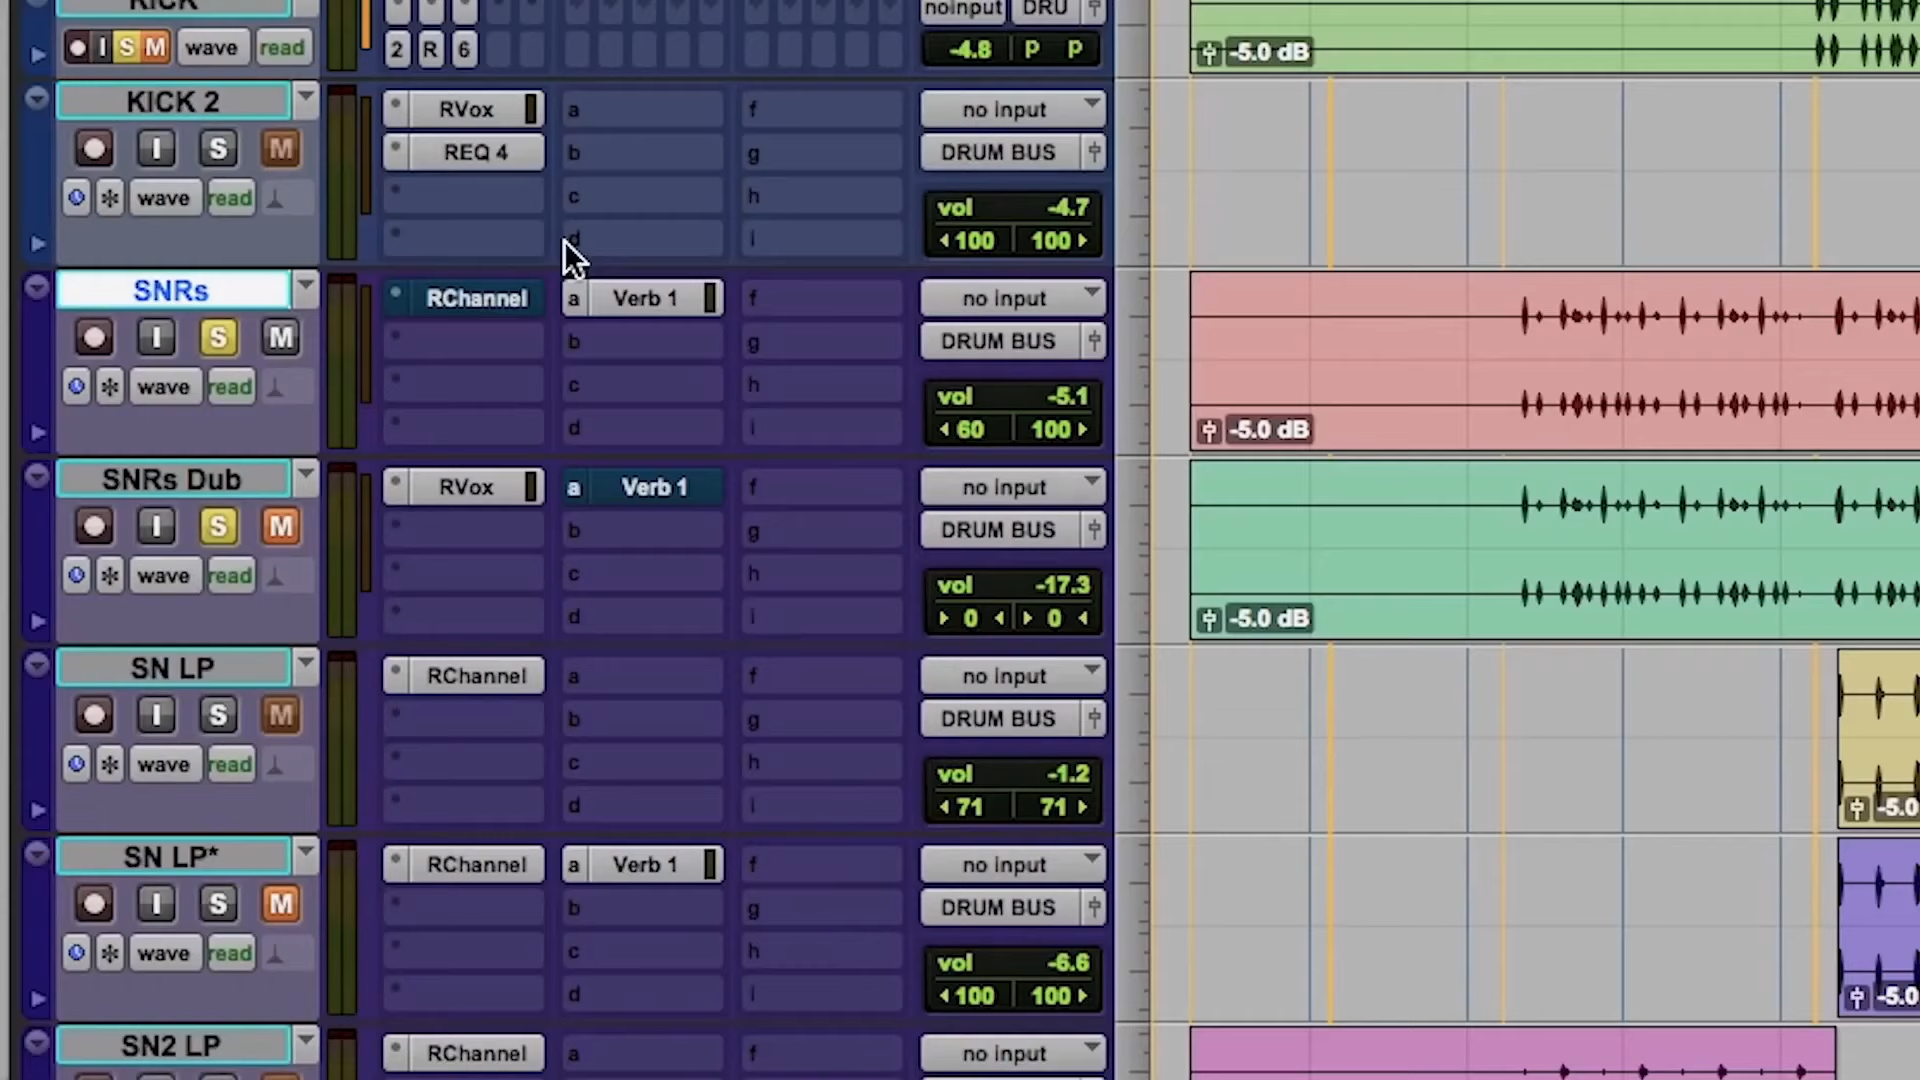 KICK
noinput DRU
I S M wave read 2 R 6 -4.8 p p -5.0 dB
KICK 2 RVox a f no input
I S M REQ 4 b g DRUM BUS
wave read c h vol -4.7
d i 100 100
SNRs RChannel a Verb 1 f no input
I S M b g DRUM BUS
wave read c h vol -5.1
d i 60 100 -5.0 dB
SNRs Dub RVox a Verb 1 f no input
I S M b g DRUM BUS
wave read c h vol -17.3
d i 0 0 -5.0 dB
SN LP RChannel a f no input
I S M b g DRUM BUS
wave read c h vol -1.2
d i 71 71 -5.0
SN LP* RChannel a Verb 1 f no input
I S M b g DRUM BUS
wave read c h vol -6.6
d i 100 100 -5.0
SN2 LP RChannel a f no input